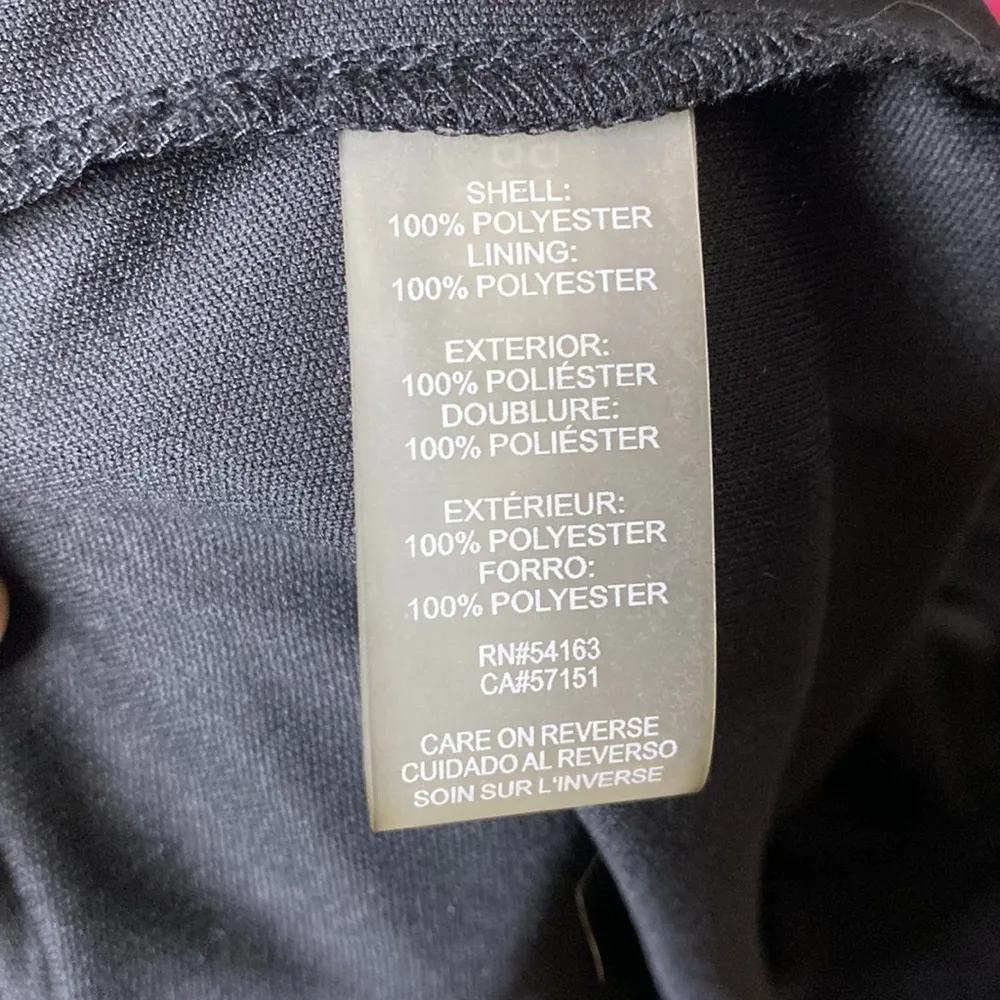 SHELL:
100% POLYESTER
LINING:
100% POLYESTER
EXTERIOR:
100% POLIÉSTER
DOUBLURE:
100% POLIÉSTER
EXTÉRIEUR:
100% POLYESTER
FORRO:
100% POLYESTER
RN#54163
CA#57151
CARE ON REVERSE
CUIDADO AL REVERSO
SOIN SUR L'INVERSE